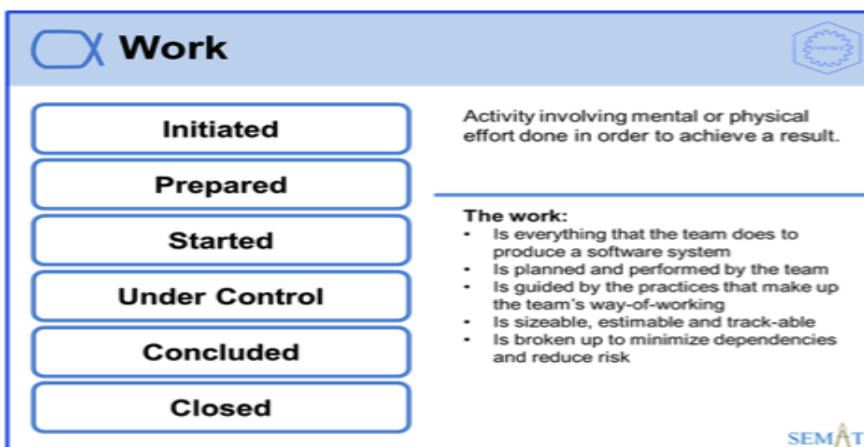 Work
ESSENCE
Initiated
Prepared
Started
Under Control
Concluded
Closed
Activity involving mental or physical
effort done in order to achieve a result.
The work:
• Is everything that the team does to
produce a software system
• Is planned and performed by the team
• Is guided by the practices that make up
the team's way-of-working
• Is sizeable, estimable and track-able
• Is broken up to minimize dependencies
and reduce risk
SEMAT